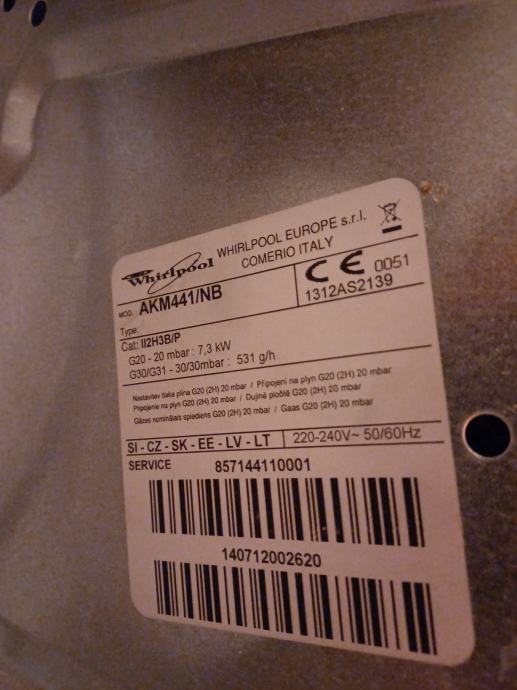 Whirlpool
WHIRLPOOL EUROPE s.r.l.
COMERIO ITALY
MOD. AKM441/NB
CE 0051
1312AS2139
Type:
Cat: II2H3B/P
G20 - 20 mbar : 7,3 kW
G30/G31 - 30/30mbar : 531 g/h
Nastavitev tlaka plina G20 (2H) 20 mbar / Připojení na plyn G20 (2H) 20 mbar
Pripojenie na plyn G20 (2H) 20 mbar / Dujinė plokštė G20 (2H) 20 mbar
Gāzes nominālais spiediens G20 (2H) 20 mbar / Gaas G20 (2H) 20 mbar
SI - CZ - SK - EE - LV - LT
220-240V~ 50/60Hz
SERVICE 857144110001
140712002620